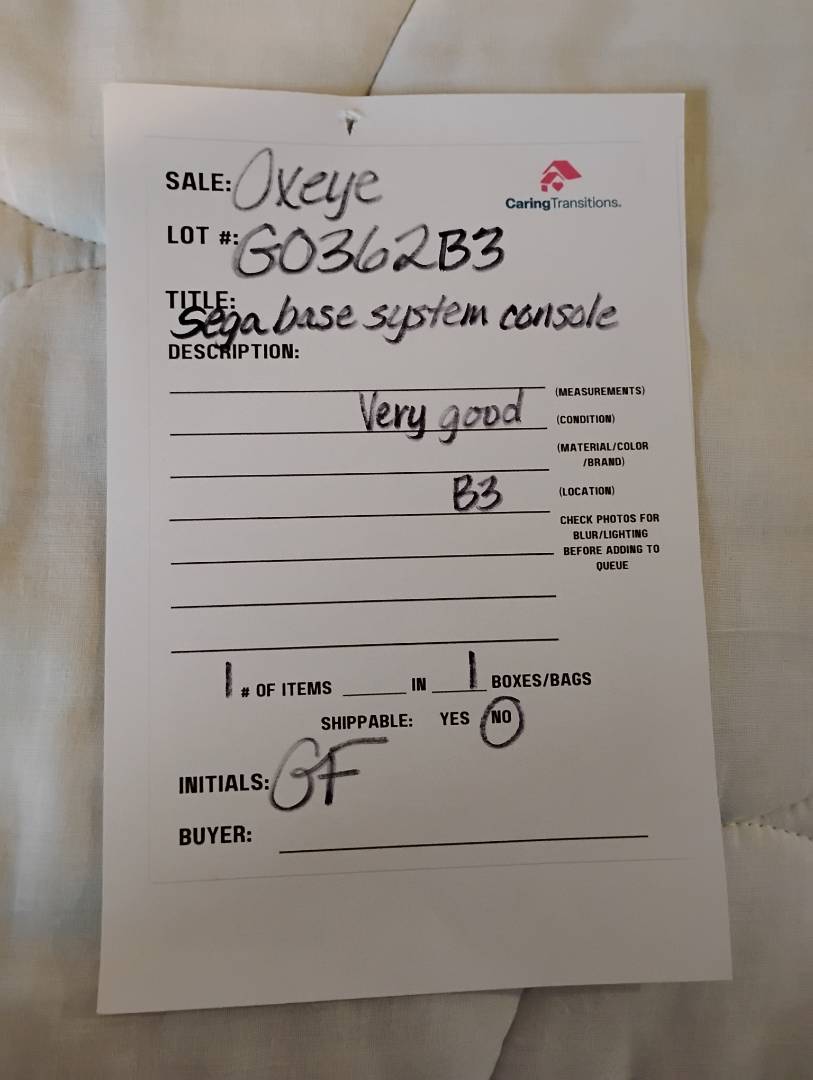 SALE: Oxeye
CaringTransitions.
LOT #: G0362B3
TITLE:
Sega base system console
DESCRIPTION:
(MEASUREMENTS)
Very good (CONDITION)
(MATERIAL/COLOR
/BRAND)
B3 (LOCATION)
CHECK PHOTOS FOR
BLUR/LIGHTING
BEFORE ADDING TO
QUEUE
1 # OF ITEMS IN 1 BOXES/BAGS
SHIPPABLE: YES NO
INITIALS: GF
BUYER: